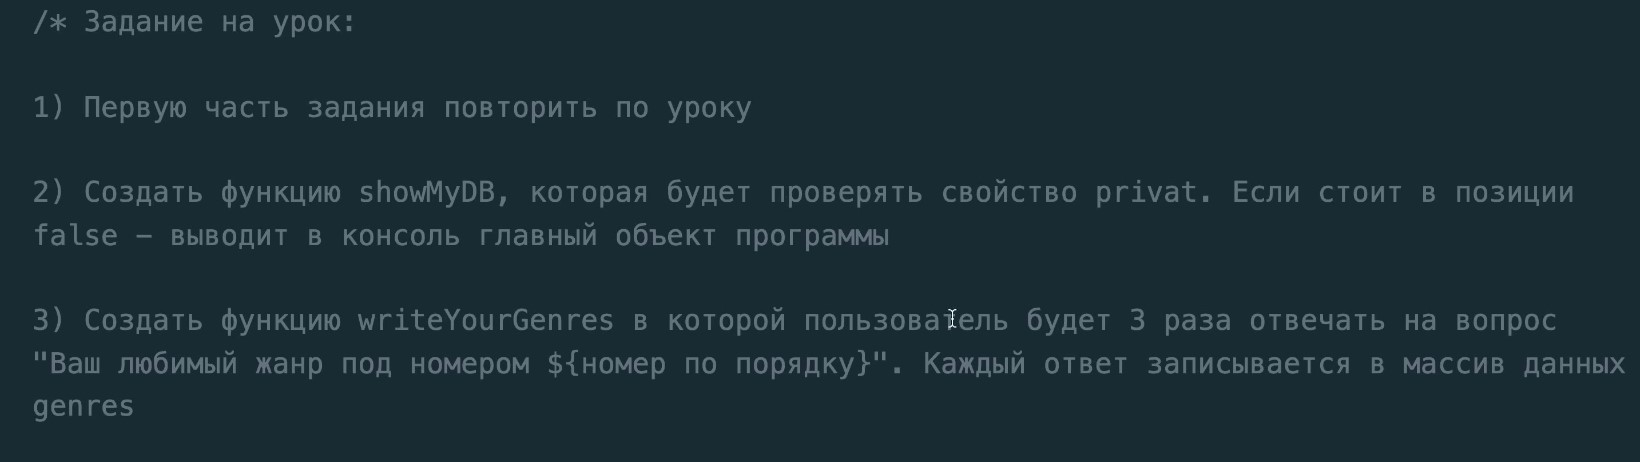 /* Задание на урок:
1) Первую часть задания повторить по уроку
2) Создать функцию showMyDB, которая будет проверять свойство privat. Если стоит в позиции
false — выводит в консоль главный объект программы
3) Создать функцию writeYourGenres в которой пользователь будет 3 раза отвечать на вопрос
"Ваш любимый жанр под номером ${номер по порядку}". Каждый ответ записывается в массив данных
genres